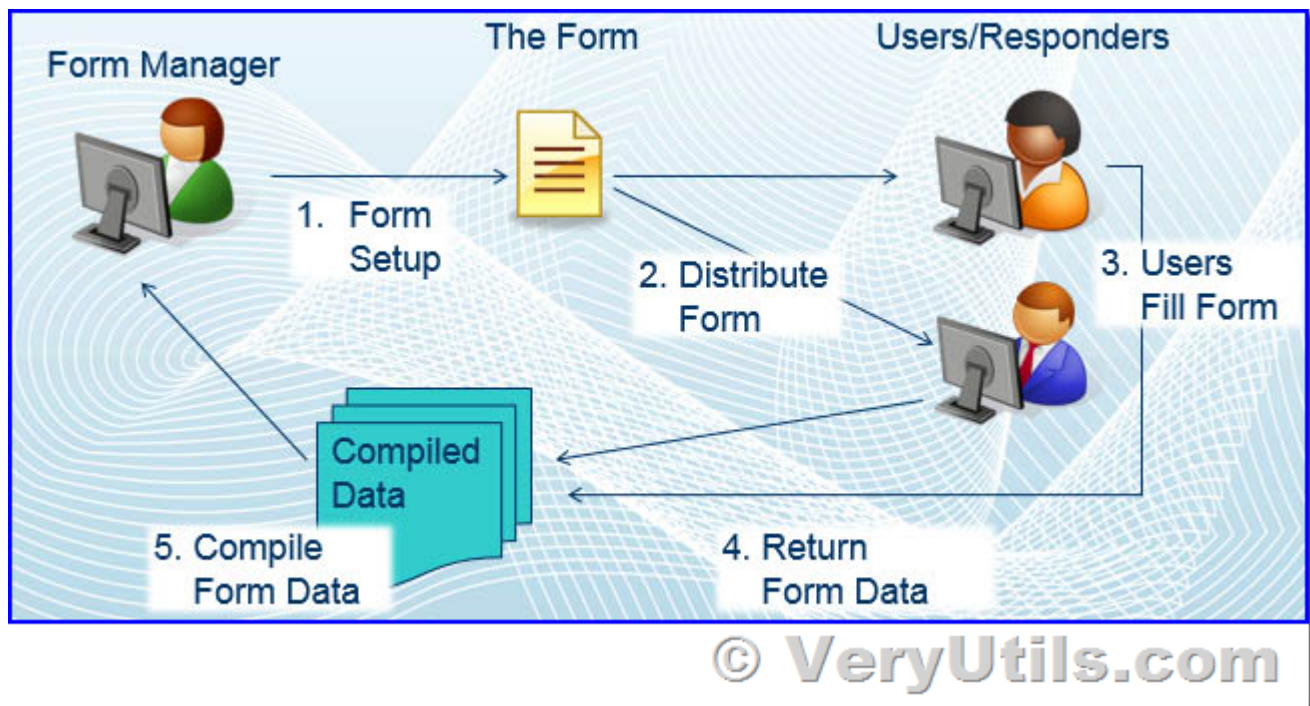 Form Manager
The Form
Users/Responders
1. Form
Setup
2. Distribute
Form
3. Users
Fill Form
Compiled
Data
5. Compile
Form Data
4. Return
Form Data
© VeryUtils.com